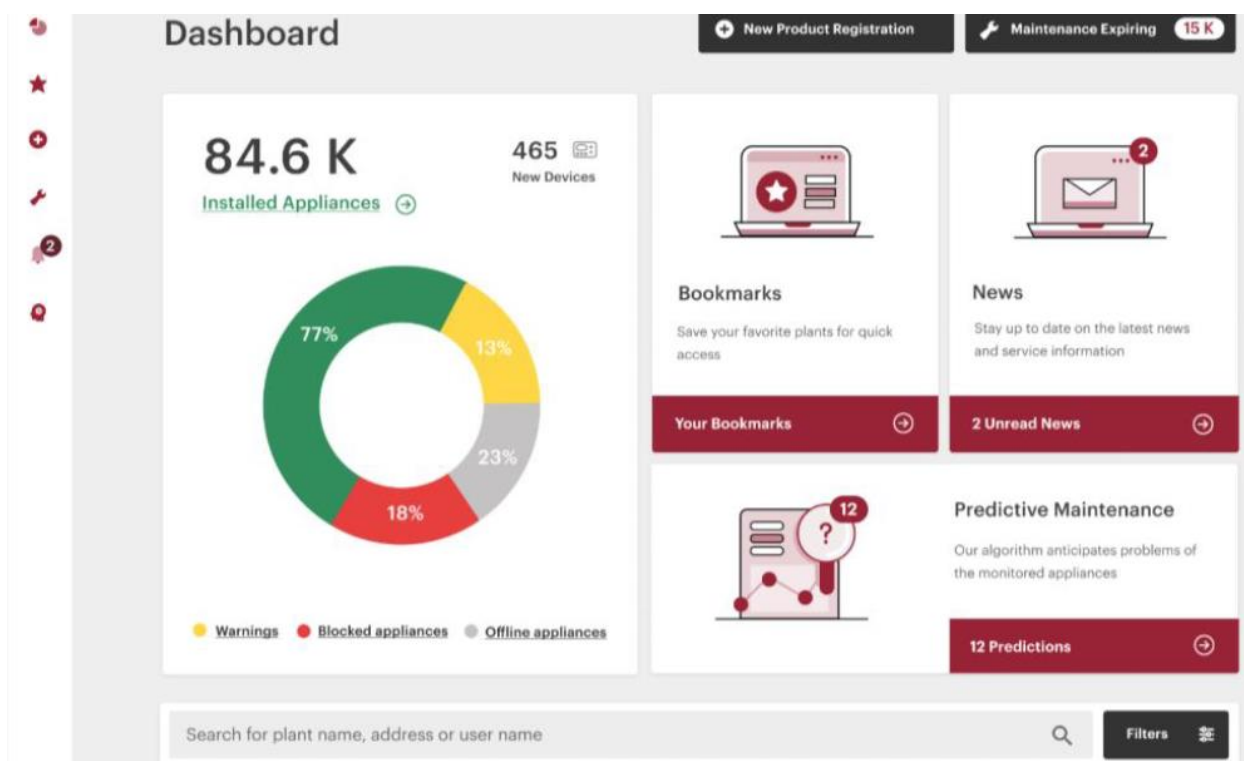 Dashboard
New Product Registration
Maintenance Expiring 15 K
84.6 K
Installed Appliances
465
New Devices
77%
13%
23%
18%
Warnings
Blocked appliances
Offline appliances
2
Bookmarks
Save your favorite plants for quick
access
Your Bookmarks
2
News
Stay up to date on the latest news
and service information
2 Unread News
12
?
Predictive Maintenance
Our algorithm anticipates problems of
the monitored appliances
12 Predictions
Search for plant name, address or user name
Filters